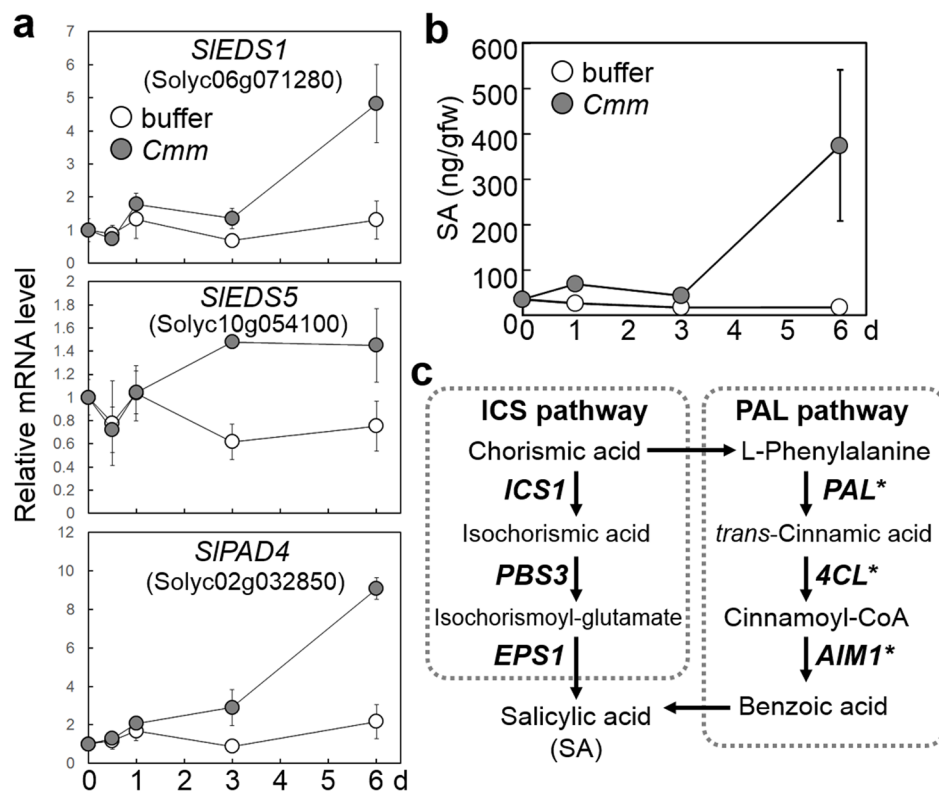 a
Relative mRNA level
7
6
5
4
3
2
1
0
SlEDS1
(Solyc06g071280)
buffer
Cmm
2
1.8
1.6
1.4
1.2
1
0.8
0.6
0.4
0.2
0
SlEDS5
(Solyc10g054100)
12
10
8
6
4
2
0
SlPAD4
(Solyc02g032850)
0 1 2 3 4 5 6 d
b
SA (ng/gfw)
600
500
400
300
200
100
0
buffer
Cmm
0 1 2 3 4 5 6 d
c
ICS pathway
Chorismic acid
ICS1
Isochorismic acid
PBS3
Isochorismoyl-glutamate
EPS1
Salicylic acid
(SA)
PAL pathway
L-Phenylalanine
PAL*
trans-Cinnamic acid
4CL*
Cinnamoyl-CoA
AIM1*
Benzoic acid